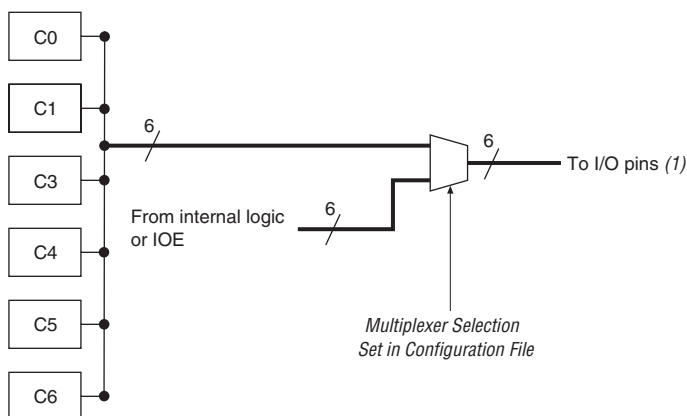 C0
C1
C3
C4
C5
C6
6
6
6
To I/O pins (1)
From internal logic
or IOE
Multiplexer Selection
Set in Configuration File